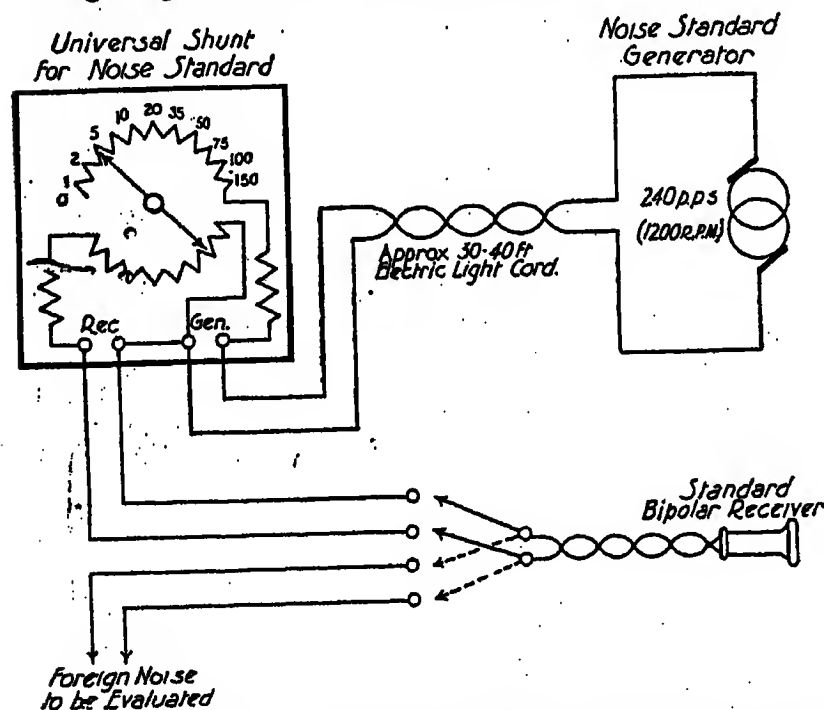 Universal Shunt
for Noise Standard
Noise Standard
Generator
0
1
2
5
10
20
35
50
75
100
150
240 p.p.s
(1200 R.P.M)
Approx 30-40 ft
Electric Light Cord.
Rec
Gen.
Standard
Bipolar Receiver
Foreign Noise
to be Evaluated